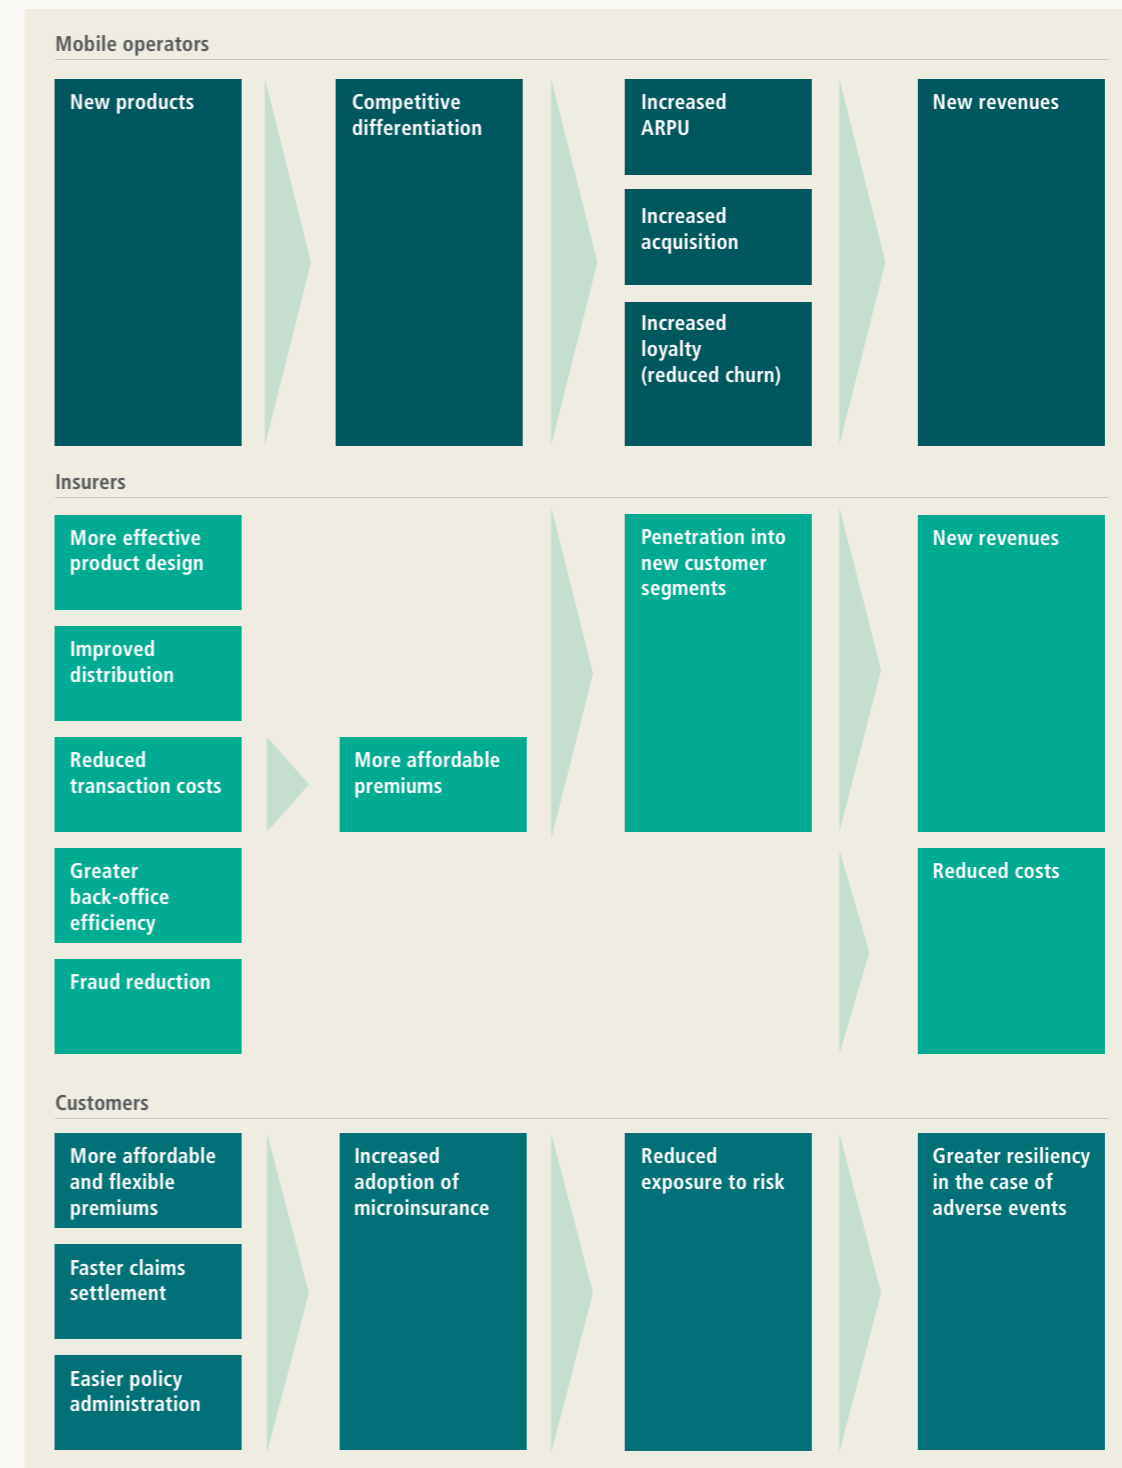 Mobile operators
New products
Competitive
differentiation
Increased
ARPU
Increased
acquisition
Increased
loyalty
(reduced churn)
New revenues
Insurers
More effective
product design
Improved
distribution
Reduced
transaction costs
Greater
back-office
efficiency
Fraud reduction
More affordable
premiums
Penetration into
new customer
segments
New revenues
Reduced costs
Customers
More affordable
and flexible
premiums
Faster claims
settlement
Easier policy
administration
Increased
adoption of
microinsurance
Reduced
exposure to risk
Greater resiliency
in the case of
adverse events